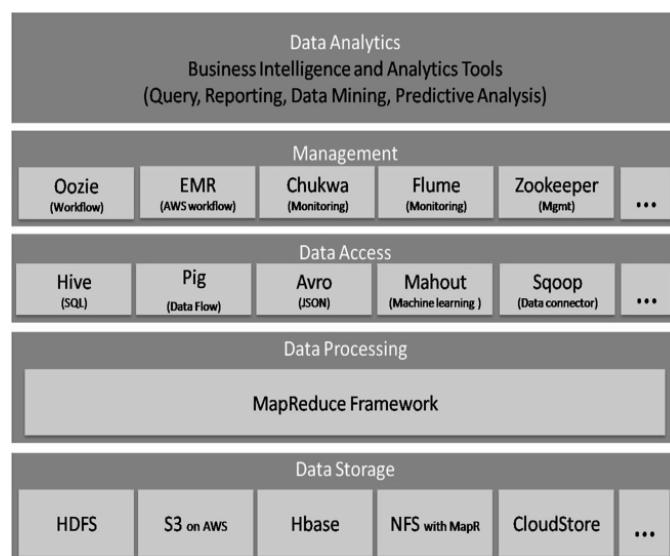 Data Analytics
Business Intelligence and Analytics Tools
(Query, Reporting, Data Mining, Predictive Analysis)
Management
Oozie
(Workflow)
EMR
(AWS workflow)
Chukwa
(Monitoring)
Flume
(Monitoring)
Zookeeper
(Mgmt)
...
Data Access
Hive
(SQL)
Pig
(Data Flow)
Avro
(JSON)
Mahout
(Machine learning )
Sqoop
(Data connector)
...
Data Processing
MapReduce Framework
Data Storage
HDFS
S3 on AWS
Hbase
NFS with MapR
CloudStore
...